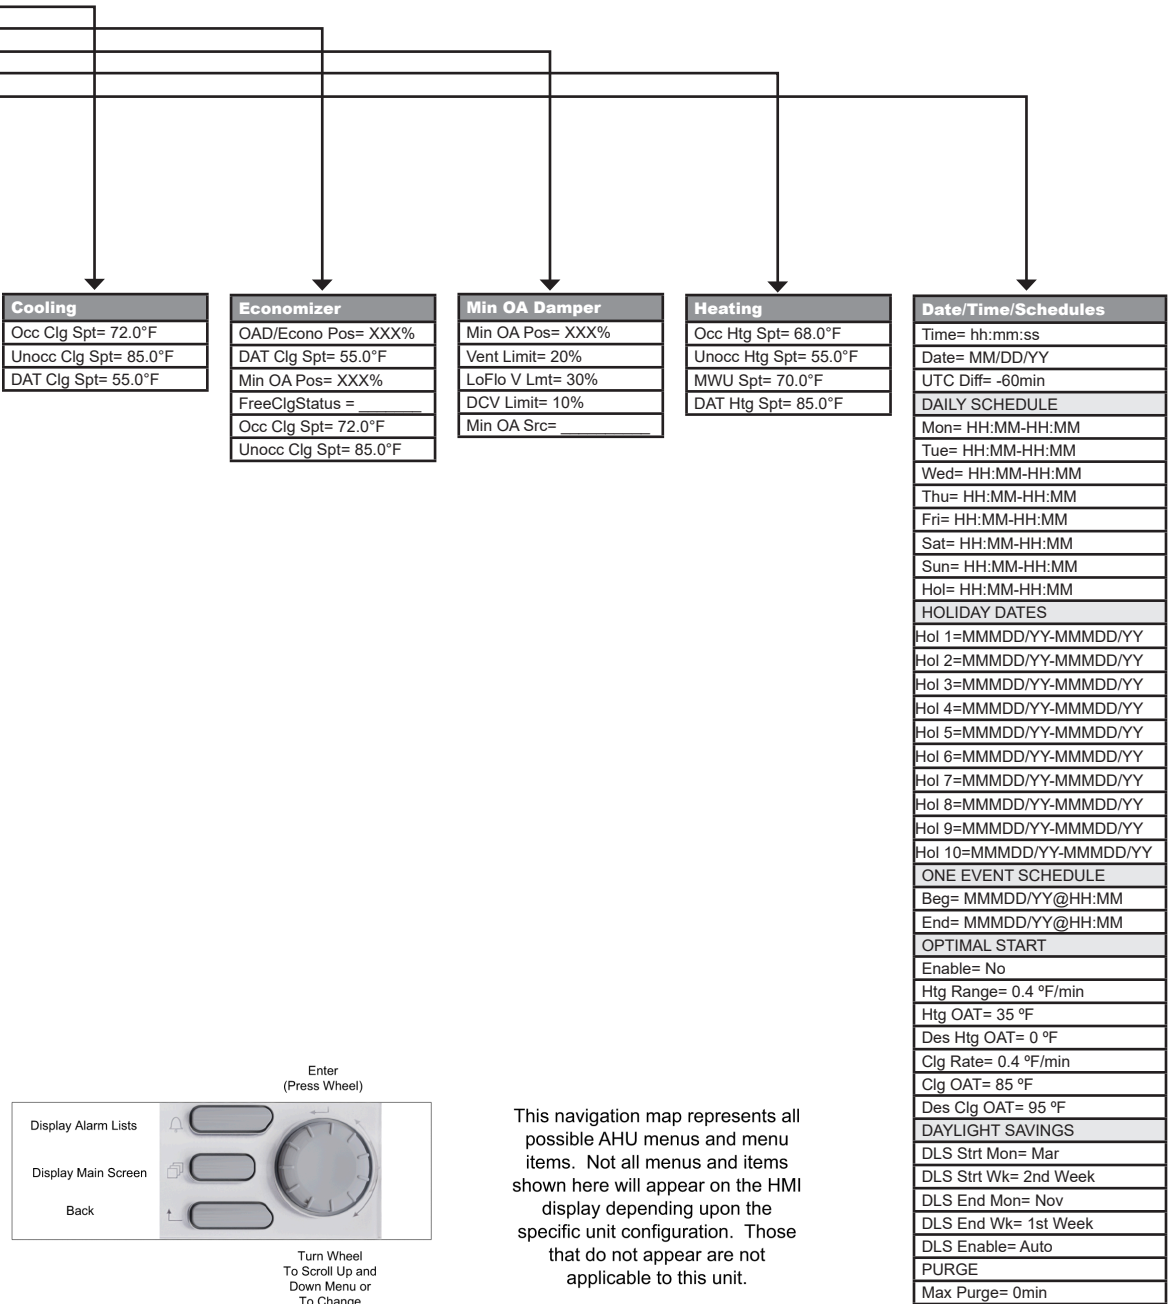 Cooling
Occ Clg Spt= 72.0°F
Unocc Clg Spt= 85.0°F
DAT Clg Spt= 55.0°F
Economizer
OAD/Econo Pos= XXX%
DAT Clg Spt= 55.0°F
Min OA Pos= XXX%
FreeClgStatus = _______
Occ Clg Spt= 72.0°F
Unocc Clg Spt= 85.0°F
Min OA Damper
Min OA Pos= XXX%
Vent Limit= 20%
LoFlo V Lmt= 30%
DCV Limit= 10%
Min OA Src= __________
Heating
Occ Htg Spt= 68.0°F
Unocc Htg Spt= 55.0°F
MWU Spt= 70.0°F
DAT Htg Spt= 85.0°F
Date/Time/Schedules
Time= hh:mm:ss
Date= MM/DD/YY
UTC Diff= -60min
DAILY SCHEDULE
Mon= HH:MM-HH:MM
Tue= HH:MM-HH:MM
Wed= HH:MM-HH:MM
Thu= HH:MM-HH:MM
Fri= HH:MM-HH:MM
Sat= HH:MM-HH:MM
Sun= HH:MM-HH:MM
Hol= HH:MM-HH:MM
HOLIDAY DATES
Hol 1=MMMDD/YY-MMMDD/YY
Hol 2=MMMDD/YY-MMMDD/YY
Hol 3=MMMDD/YY-MMMDD/YY
Hol 4=MMMDD/YY-MMMDD/YY
Hol 5=MMMDD/YY-MMMDD/YY
Hol 6=MMMDD/YY-MMMDD/YY
Hol 7=MMMDD/YY-MMMDD/YY
Hol 8=MMMDD/YY-MMMDD/YY
Hol 9=MMMDD/YY-MMMDD/YY
Hol 10=MMMDD/YY-MMMDD/YY
ONE EVENT SCHEDULE
Beg= MMMDD/YY@HH:MM
End= MMMDD/YY@HH:MM
OPTIMAL START
Enable= No
Htg Range= 0.4 ºF/min
Htg OAT= 35 ºF
Des Htg OAT= 0 ºF
Clg Rate= 0.4 ºF/min
Clg OAT= 85 ºF
Des Clg OAT= 95 ºF
DAYLIGHT SAVINGS
DLS Strt Mon= Mar
DLS Strt Wk= 2nd Week
DLS End Mon= Nov
DLS End Wk= 1st Week
DLS Enable= Auto
PURGE
Max Purge= 0min
Enter
(Press Wheel)
Display Alarm Lists
Display Main Screen
Back
Turn Wheel
To Scroll Up and
Down Menu or
To Change
This navigation map represents all
possible AHU menus and menu
items. Not all menus and items
shown here will appear on the HMI
display depending upon the
specific unit configuration. Those
that do not appear are not
applicable to this unit.